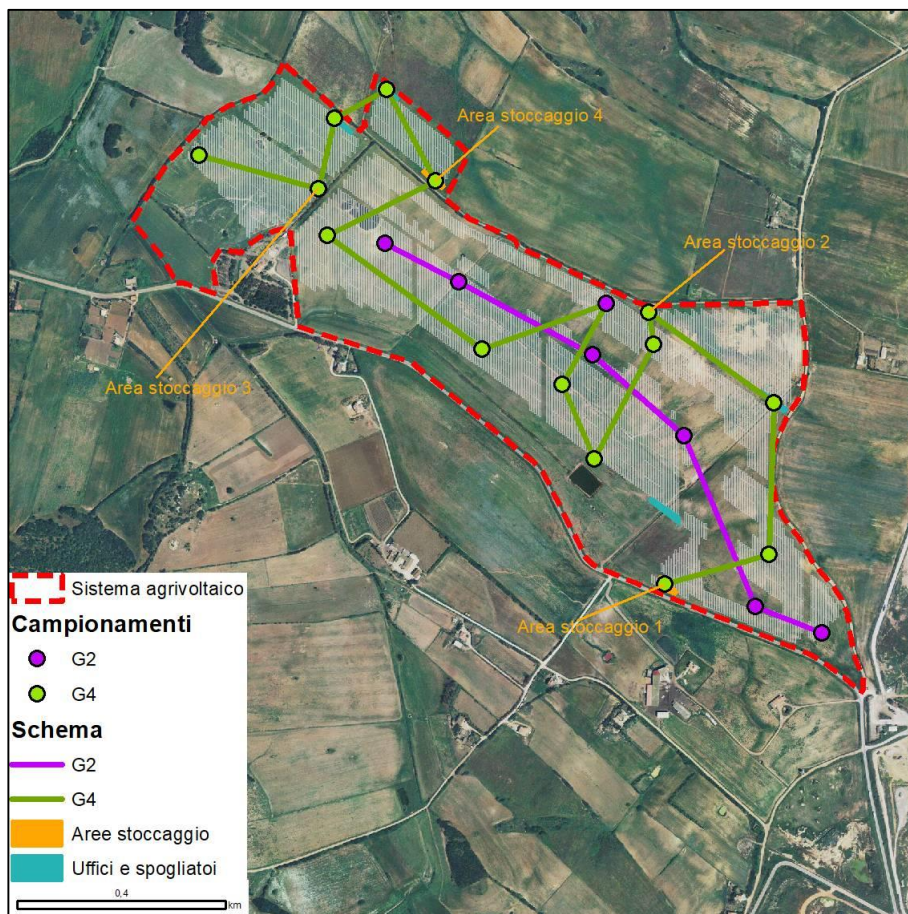 Area stoccaggio 4
Area stoccaggio 2
Area stoccaggio 3
Area stoccaggio 1
Sistema agrivoltaico
Campionamenti
G2
G4
Schema
G2
G4
Aree stoccaggio
Uffici e spogliatoi
0,4
km